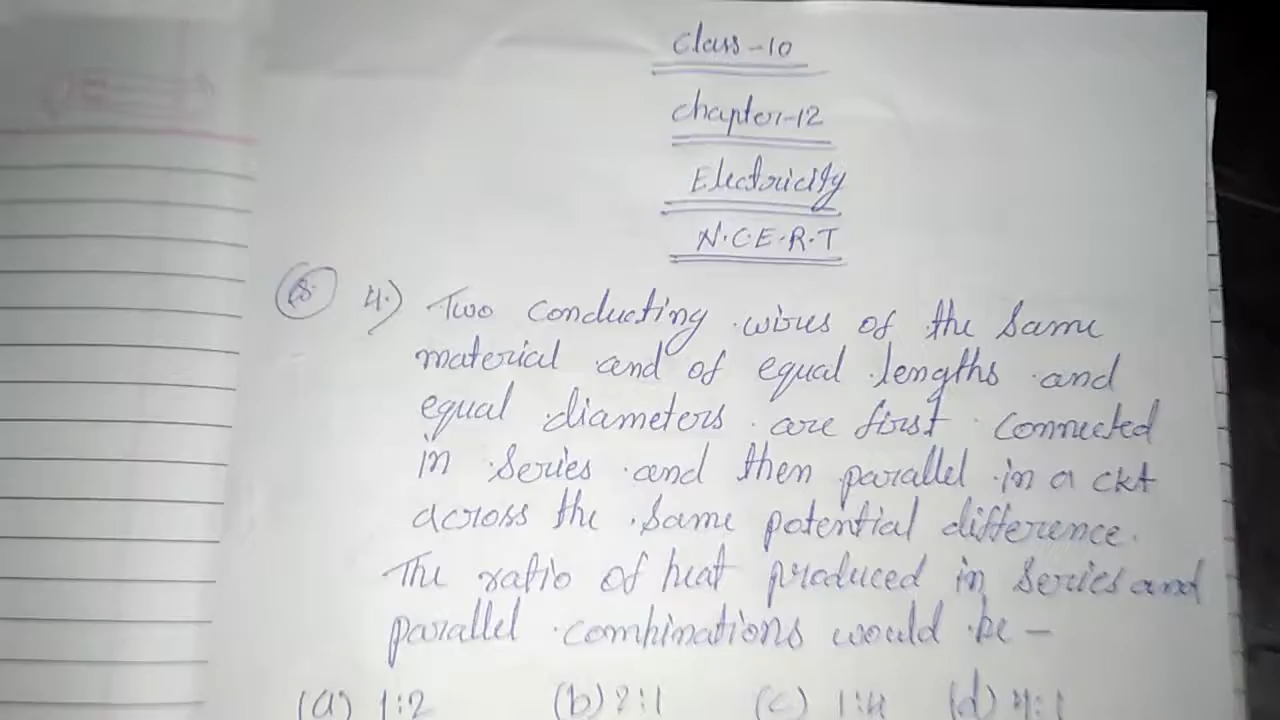 Class-10
Chapter-12
Electricity
N.C.E.R.T
Q. 4.) Two conducting wires of the same
material and of equal lengths and
equal diameters are first connected
in series and then parallel in a ckt
across the same potential difference.
The ratio of heat produced in series and
parallel combinations would be –
(a) 1:2 (b) 2:1 (c) 1:4 (d) 4:1